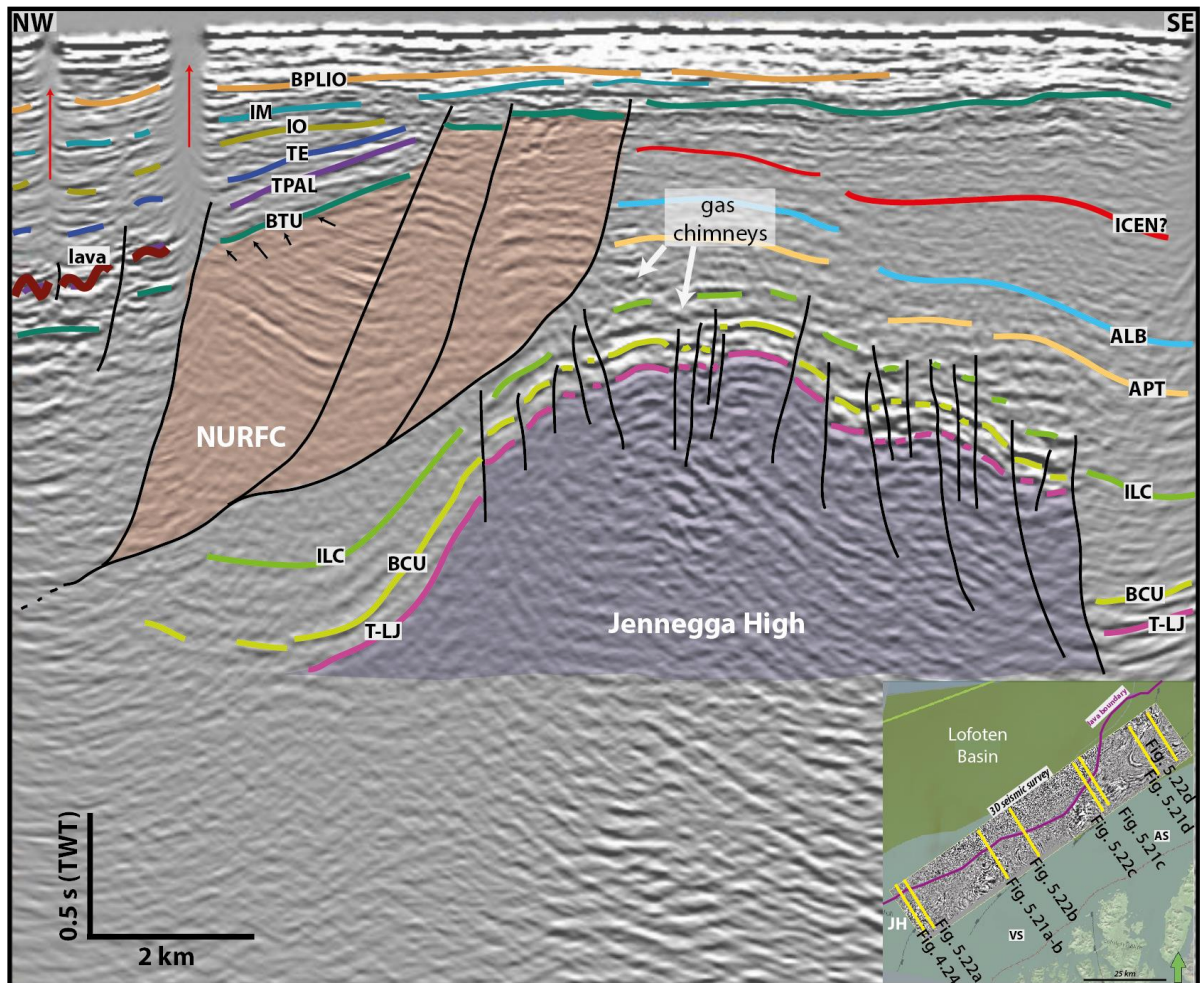 NW
SE
BPLIO
IM
IO
TE
TPAL
BTU
lava
gas
chimneys
ICEN?
ALB
APT
NURFC
ILC
ILC
BCU
BCU
T-LJ
T-LJ
Jennegga High
0.5 s (TWT)
2 km
lava boundary
Lofoten
Basin
3D seismic survey
Fig. 5.22d
Fig. 5.21d
AS
Fig. 5.21c
Fig. 5.22c
Fig. 5.22b
Fig. 5.21a-b
VS
JH
Fig. 5.22a
Fig. 4.24
25 km